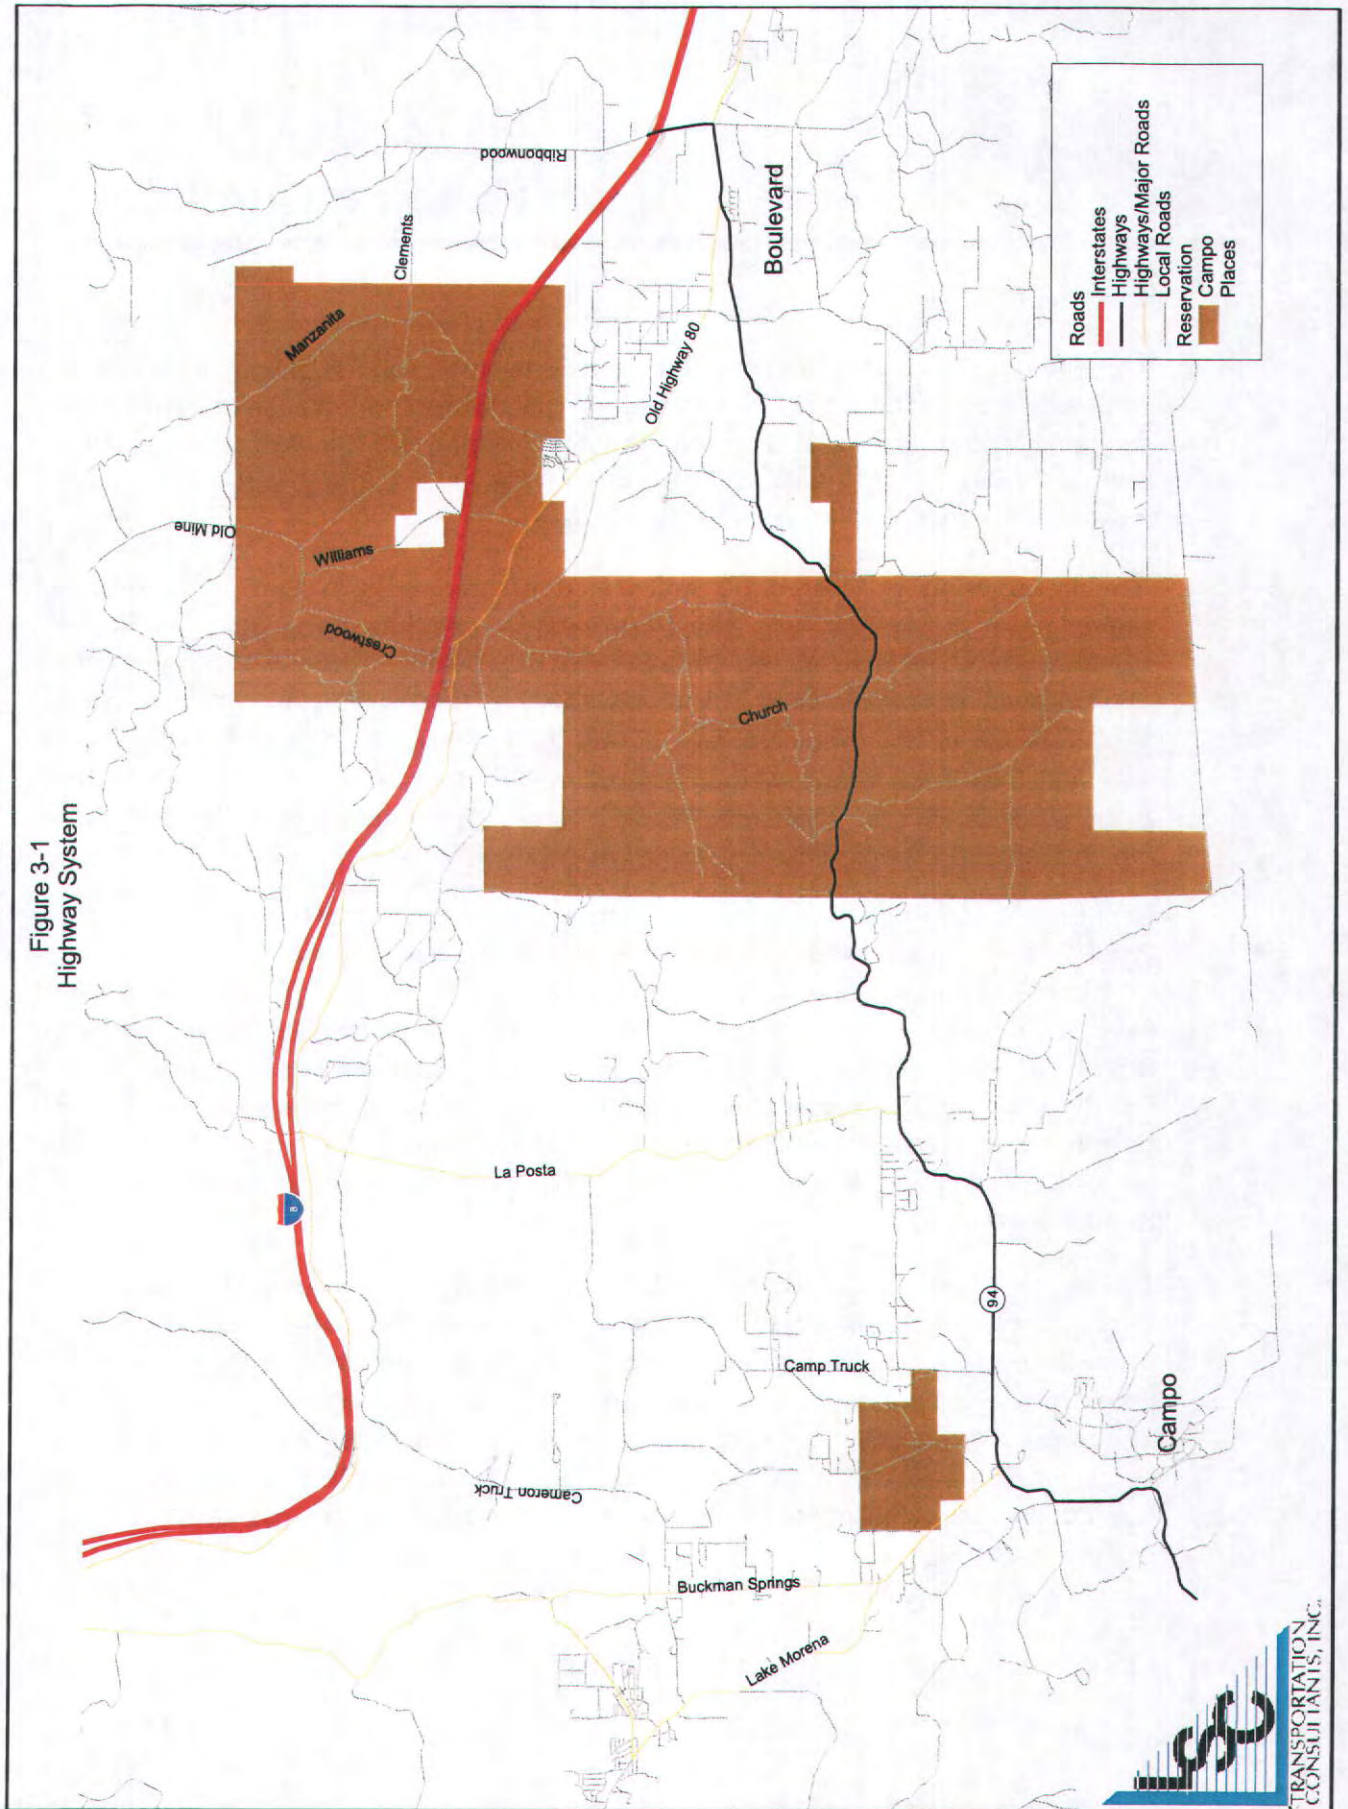 Figure 3-1
Highway System
Ribbonwood
Clements
Manzanita
Old Mine
Williams
Crestwood
Old Highway 80
Boulevard
Church
La Posta
8
94
Camp Truck
Cameron Truck
Campo
Buckman Springs
Lake Morena
Roads
Interstates
Highways
Highways/Major Roads
Local Roads
Reservation
Campo
Places
LSC
TRANSPORTATION
CONSULTANTS, INC.